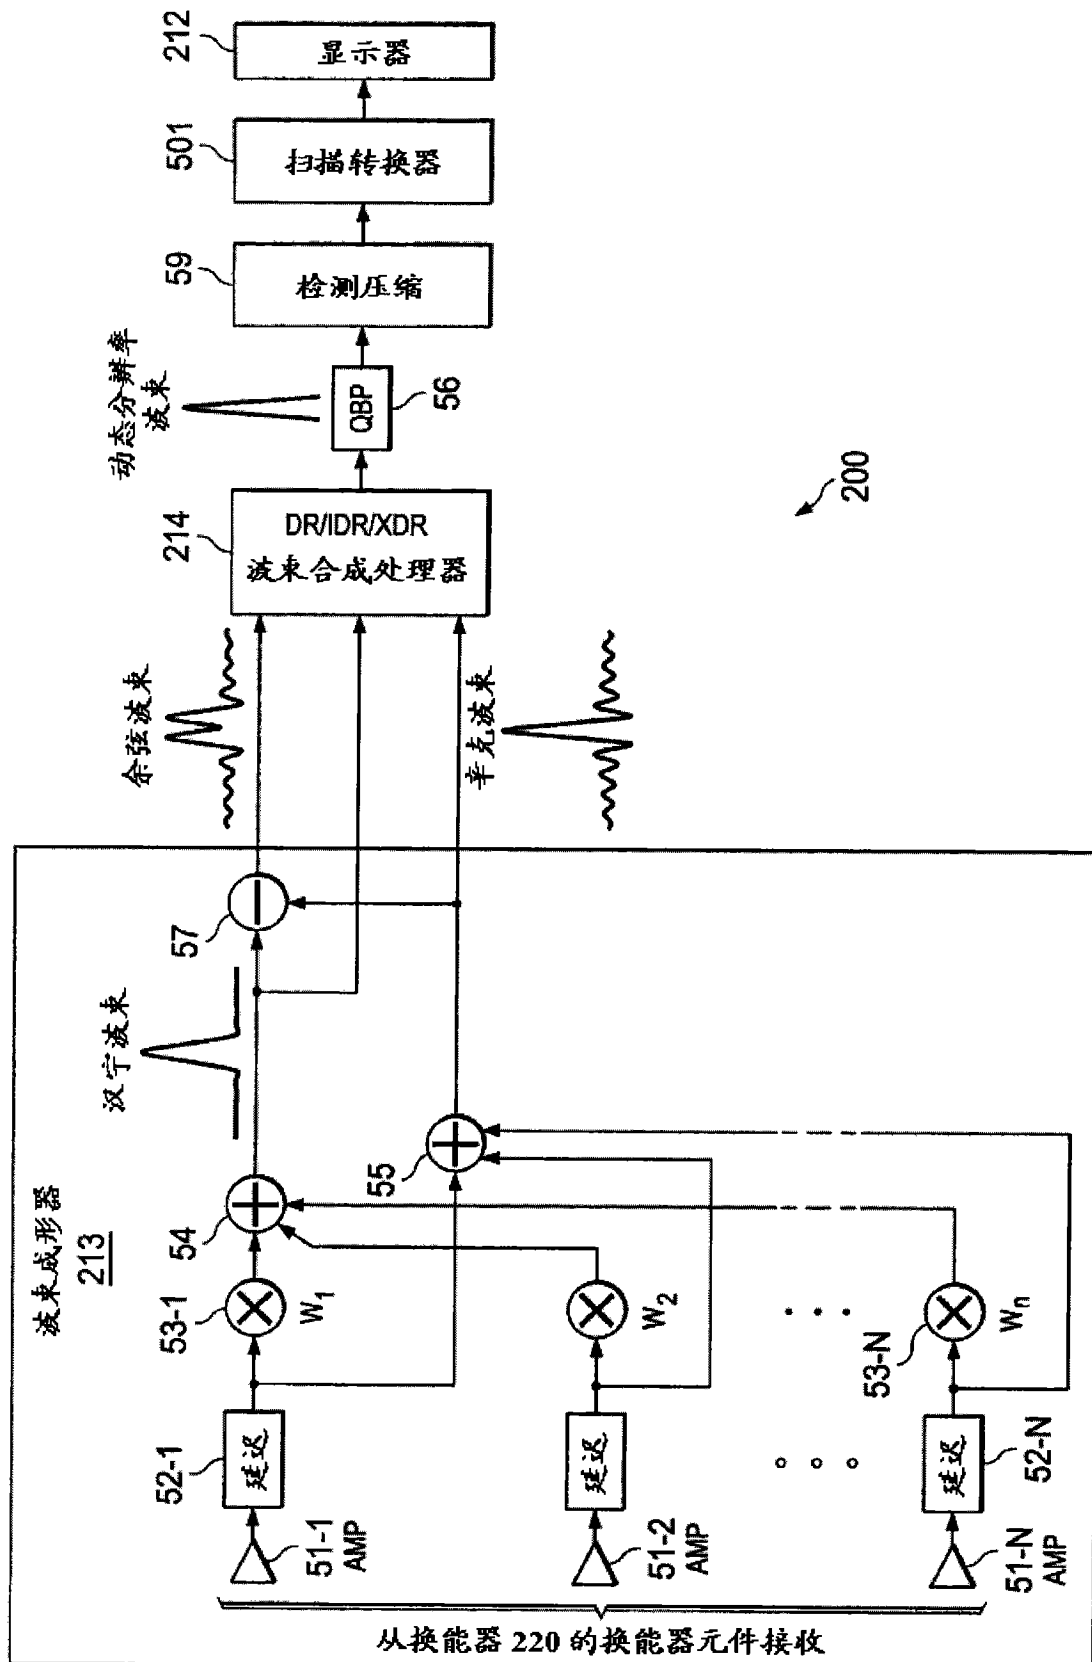 波束成形器
213
汉宁波束
余弦波束
辛克波束
动态分辨率
波束
51-1
AMP
延迟
52-1
53-1
W1
54
55
57
51-2
AMP
延迟
W2
51-N
AMP
延迟
52-N
53-N
Wn
从换能器 220 的换能器元件接收
214
DR/IDR/XDR
波束合成处理器
QBP
56
59
检测压缩
501
扫描转换器
212
显示器
200